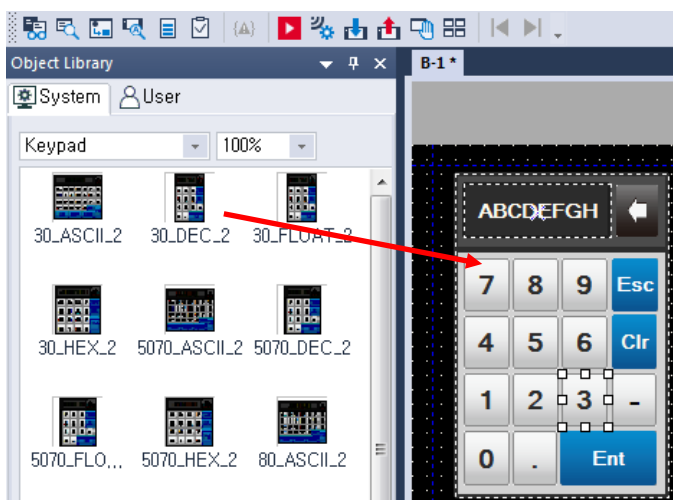 Object Library
B-1 *
System
User
Keypad
100%
30_ASCII_2
30_DEC_2
30_FLOAT_2
30_HEX_2
5070_ASCII_2
5070_DEC_2
5070_FLO...
5070_HEX_2
80_ASCII_2
ABCDEFGH
7 8 9 Esc
4 5 6 Clr
1 2 3 -
0 . Ent